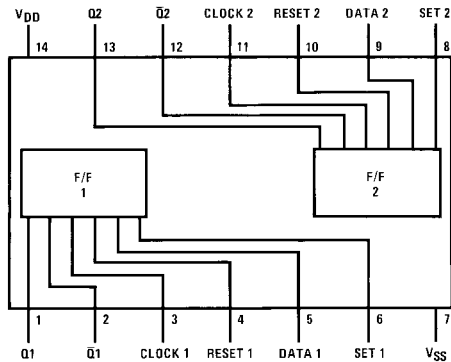 VDD Q2 Q̅2 CLOCK 2 RESET 2 DATA 2 SET 2
14 13 12 11 10 9 8
F/F
1
F/F
2
1 2 3 4 5 6 7
Q1 Q̅1 CLOCK 1 RESET 1 DATA 1 SET 1 VSS